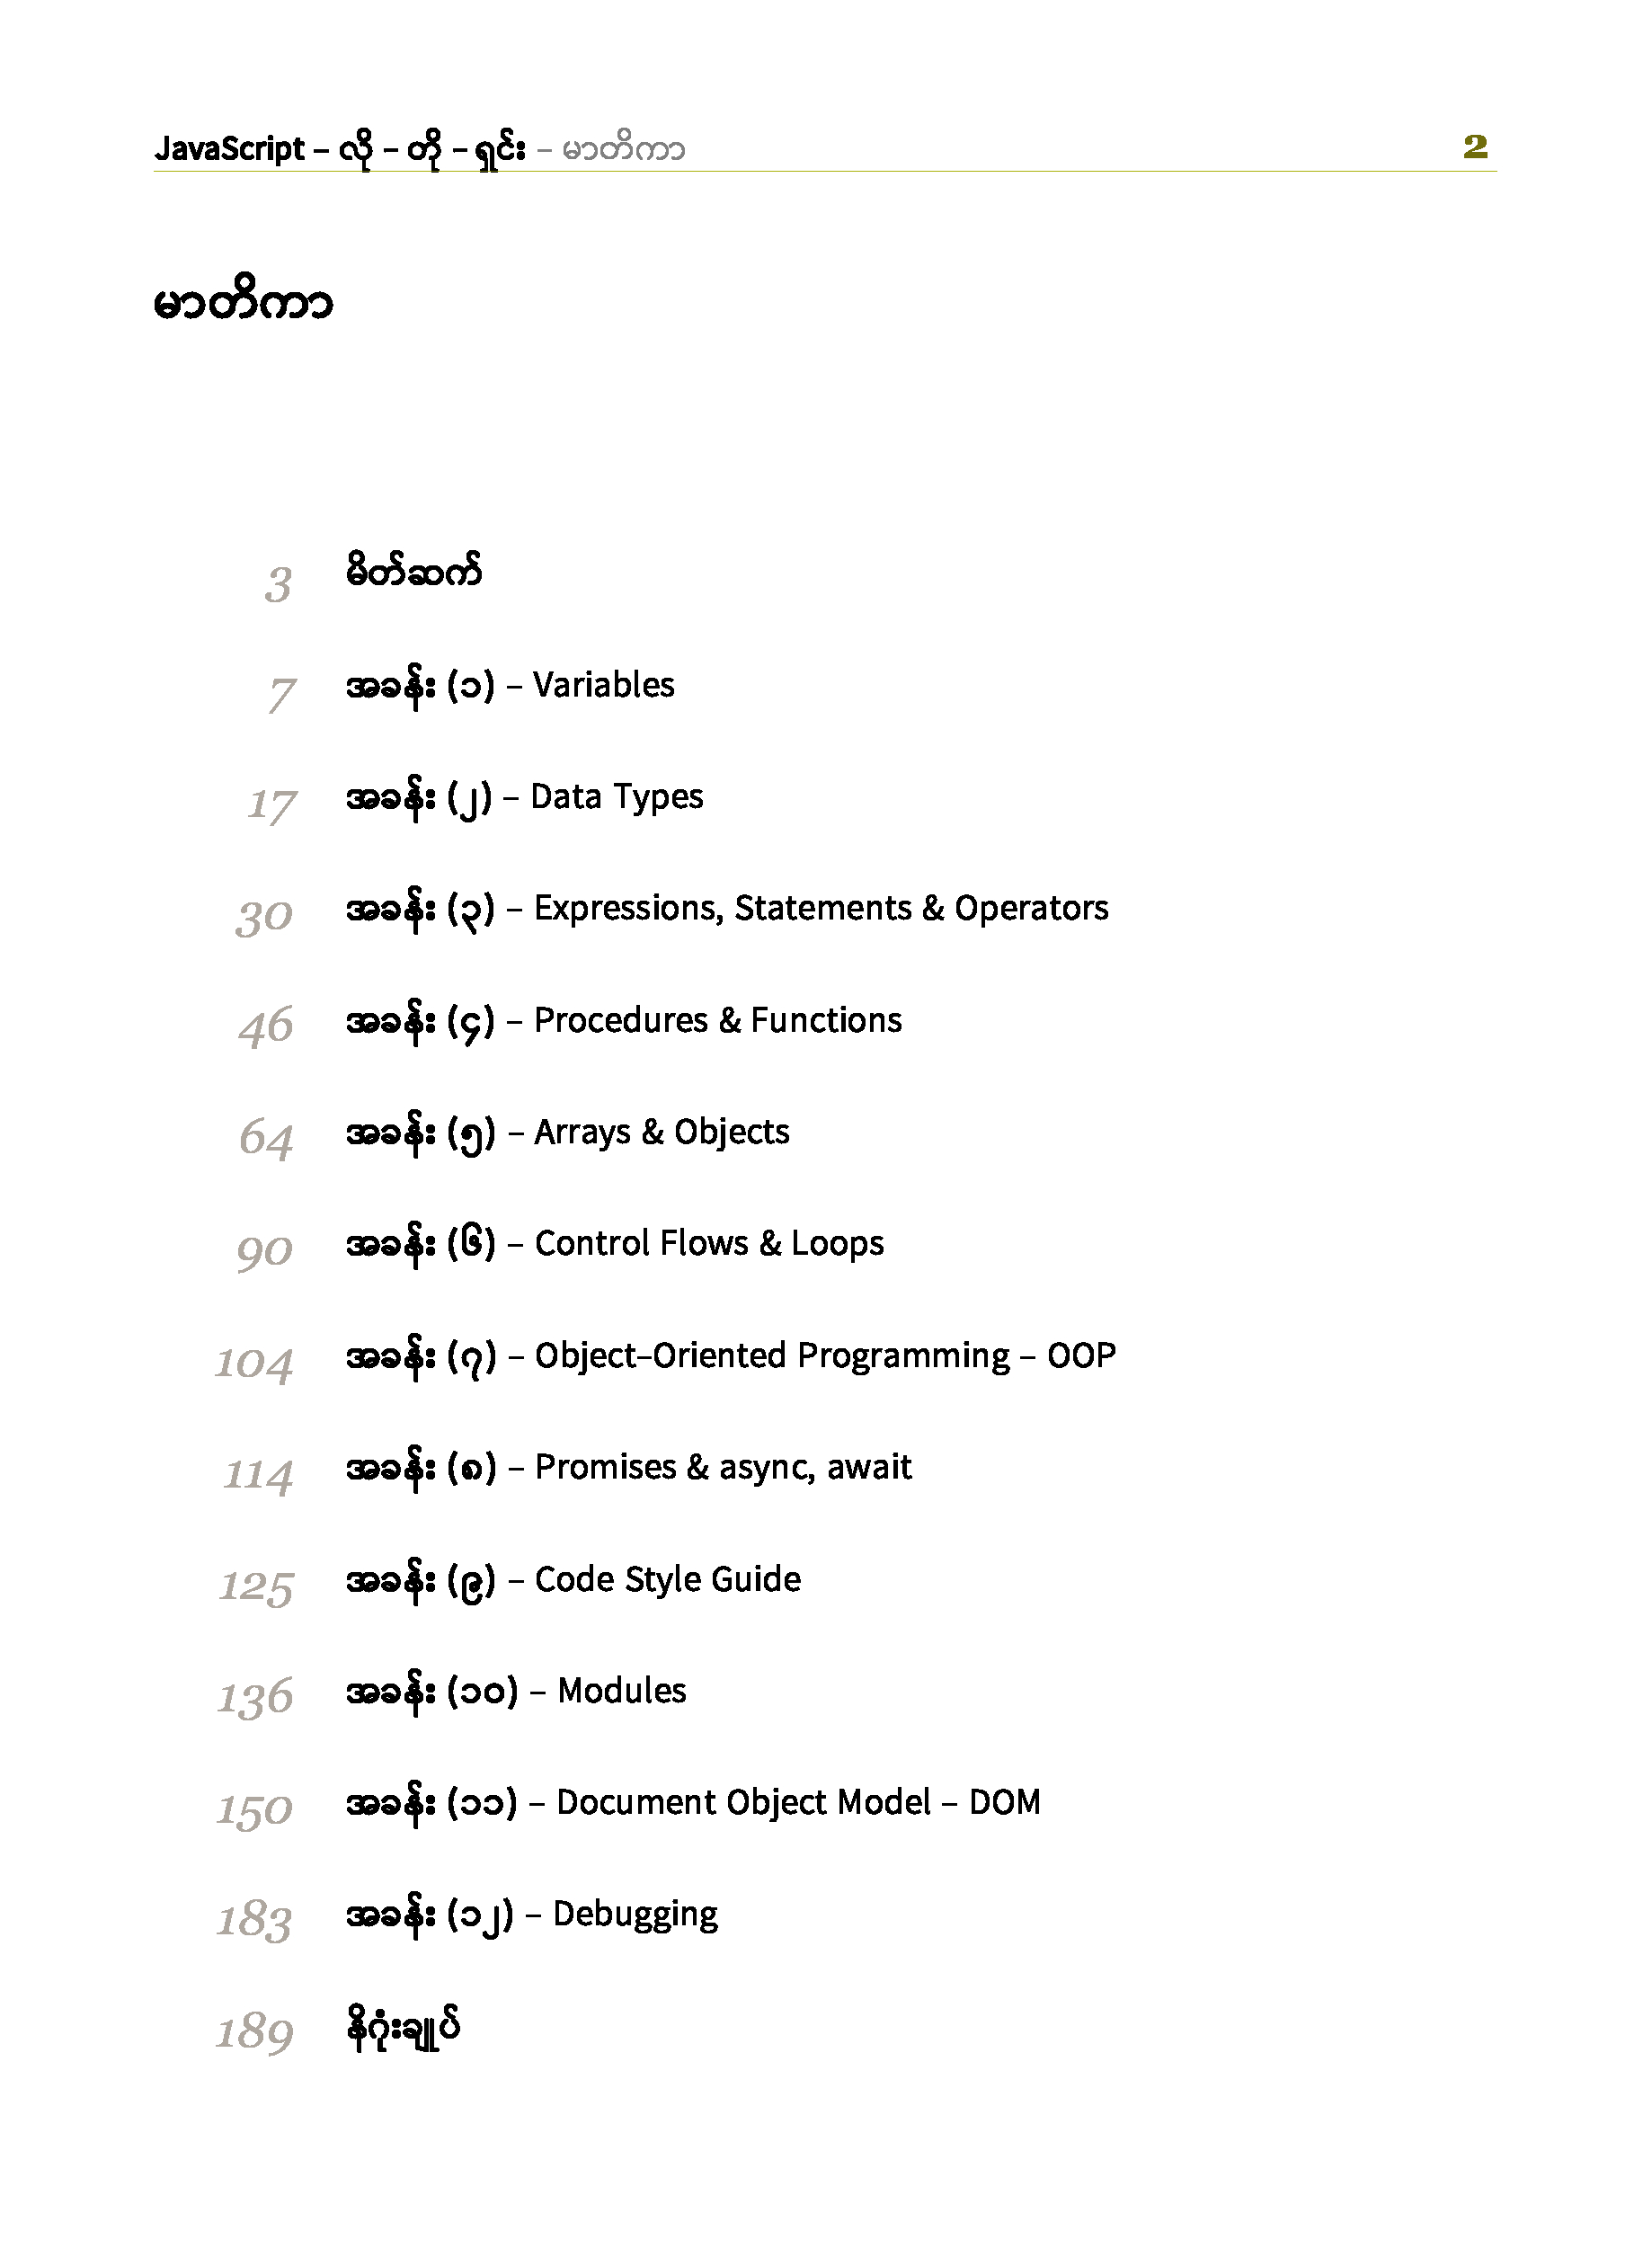 JavaScript – လို – တို – ရှင်း – မာတိကာ 2
မာတိကာ
3 မိတ်ဆက်
7 အခန်း (၁) – Variables
17 အခန်း (၂) – Data Types
30 အခန်း (၃) – Expressions, Statements & Operators
46 အခန်း (၄) – Procedures & Functions
64 အခန်း (၅) – Arrays & Objects
90 အခန်း (၆) – Control Flows & Loops
104 အခန်း (၇) – Object-Oriented Programming – OOP
114 အခန်း (၈) – Promises & async, await
125 အခန်း (၉) – Code Style Guide
136 အခန်း (၁၀) – Modules
150 အခန်း (၁၁) – Document Object Model – DOM
183 အခန်း (၁၂) – Debugging
189 နိဂုံးချုပ်